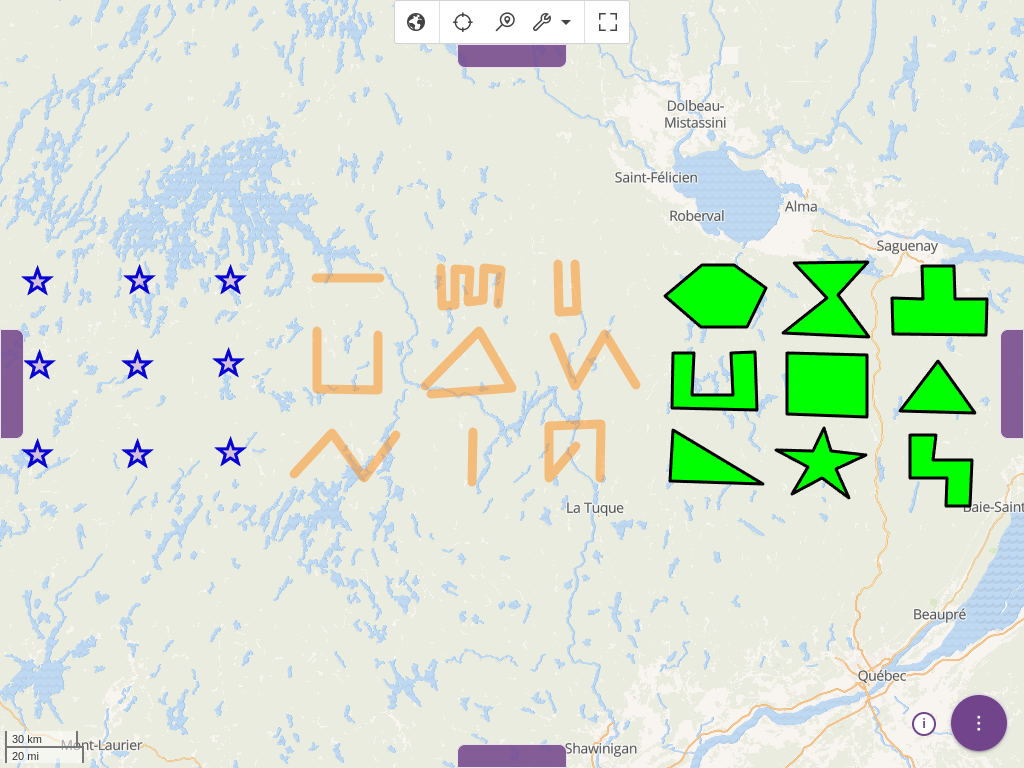 Dolbeau-
Mistassini
Saint-Félicien
Roberval
Alma
Saguenay
La Tuque
Baie-Saint
Beaupré
Québec
Mont-Laurier
Shawinigan
30 km
20 mi
i